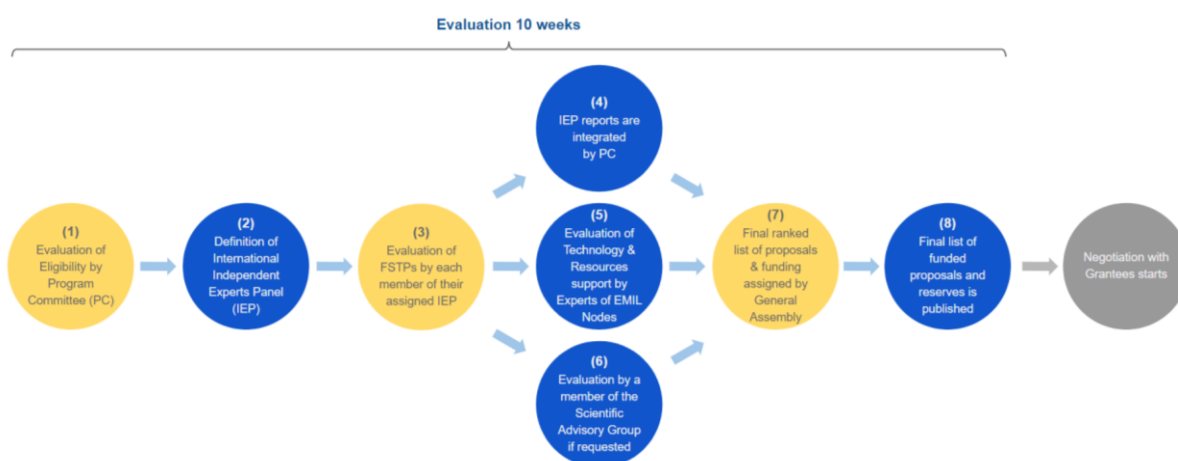 Evaluation 10 weeks
(1)
Evaluation of
Eligibility by
Program
Committee (PC)
(2)
Definition of
International
Independent
Experts Panel
(IEP)
(3)
Evaluation of
FSTPs by each
member of their
assigned IEP
(4)
IEP reports are
integrated
by PC
(5)
Evaluation of
Technology &
Resources
support by
Experts of EMIL
Nodes
(6)
Evaluation by a
member of the
Scientific
Advisory Group
if requested
(7)
Final ranked
list of proposals
& funding
assigned by
General
Assembly
(8)
Final list of
funded
proposals and
reserves is
published
Negotiation with
Grantees starts